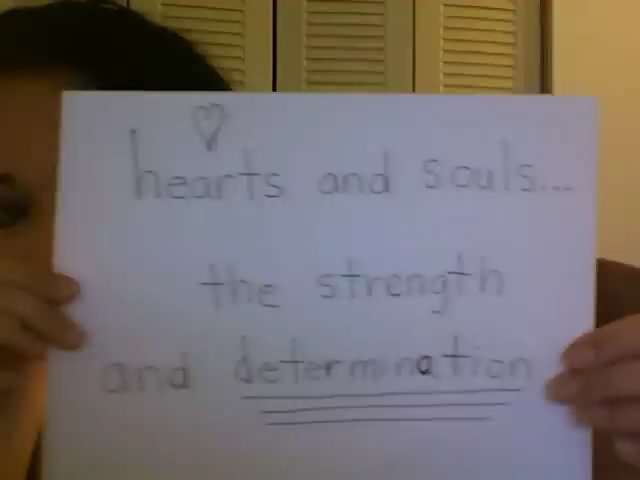 hearts and souls...
the strength
and determination